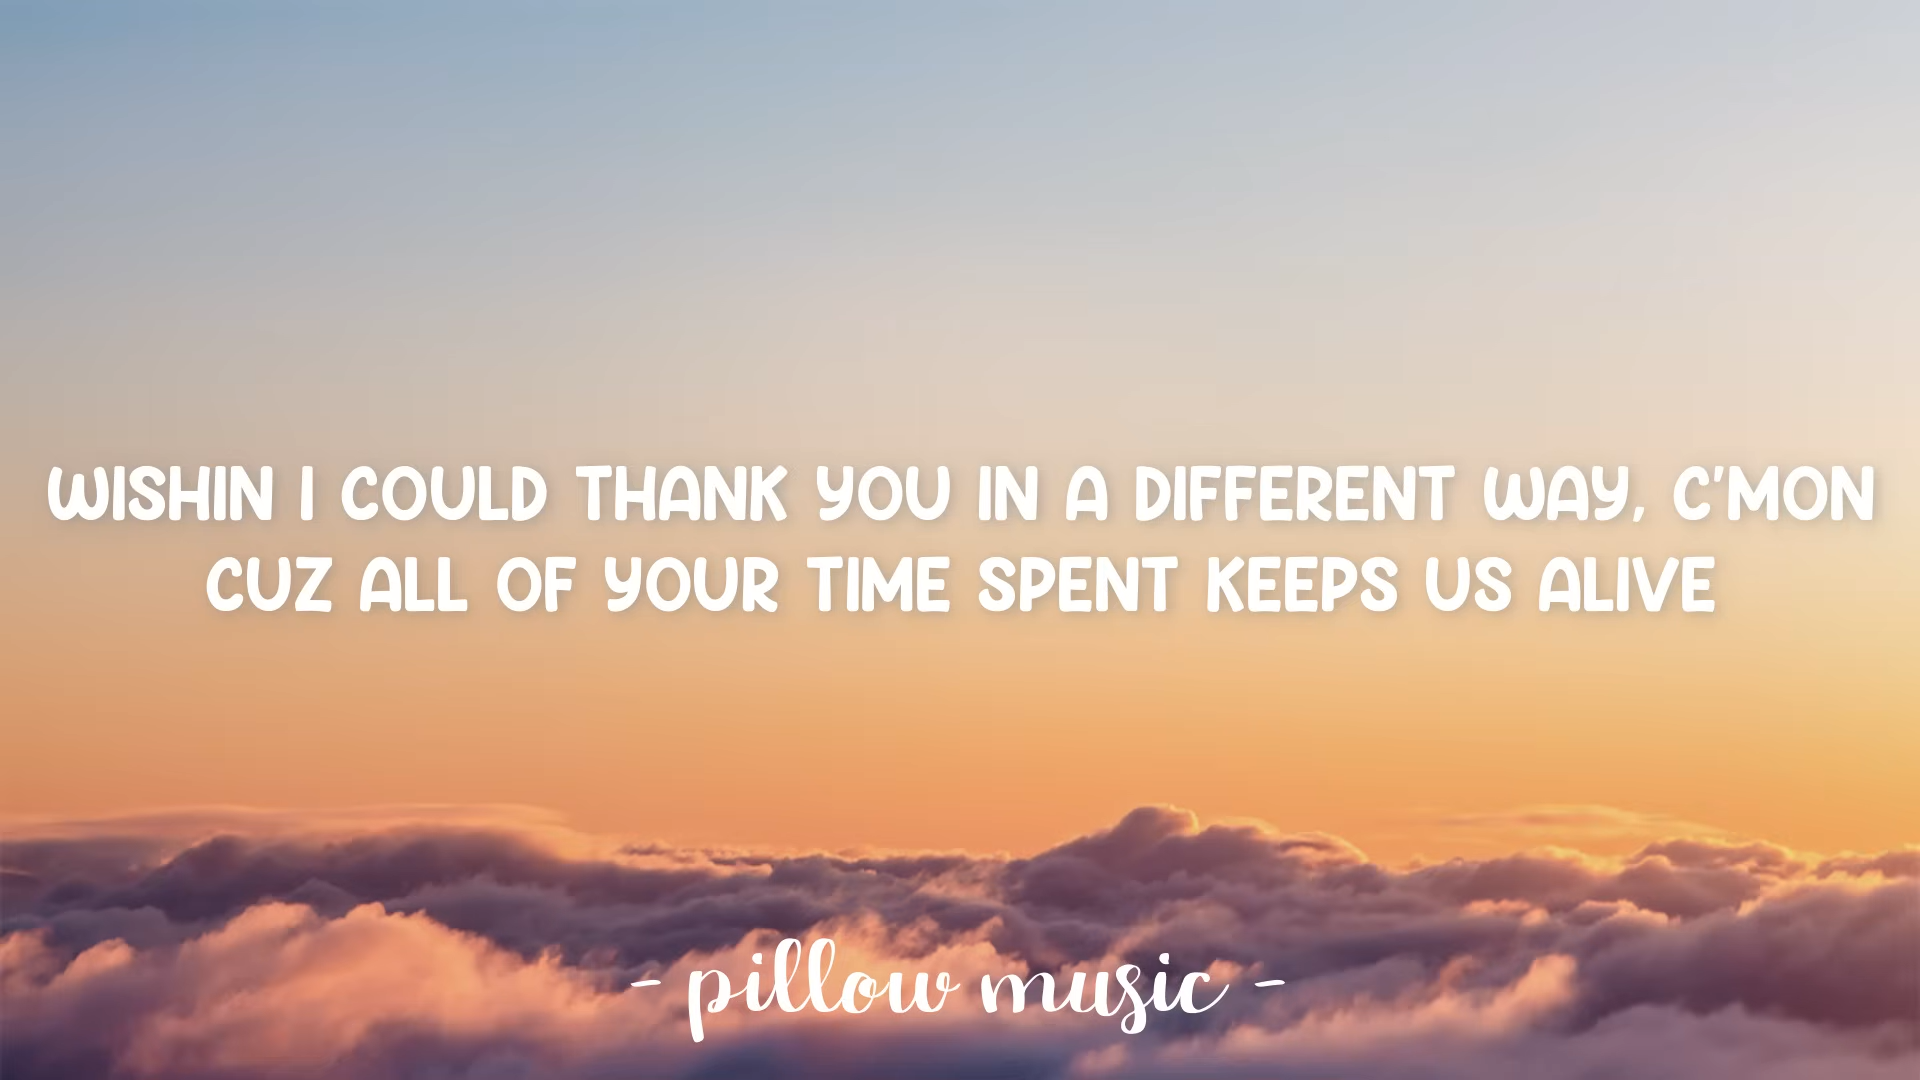 WISHIN I COULD THANK YOU IN A DIFFERENT WAY, C'MON
CUZ ALL OF YOUR TIME SPENT KEEPS US ALIVE
- pillow music -